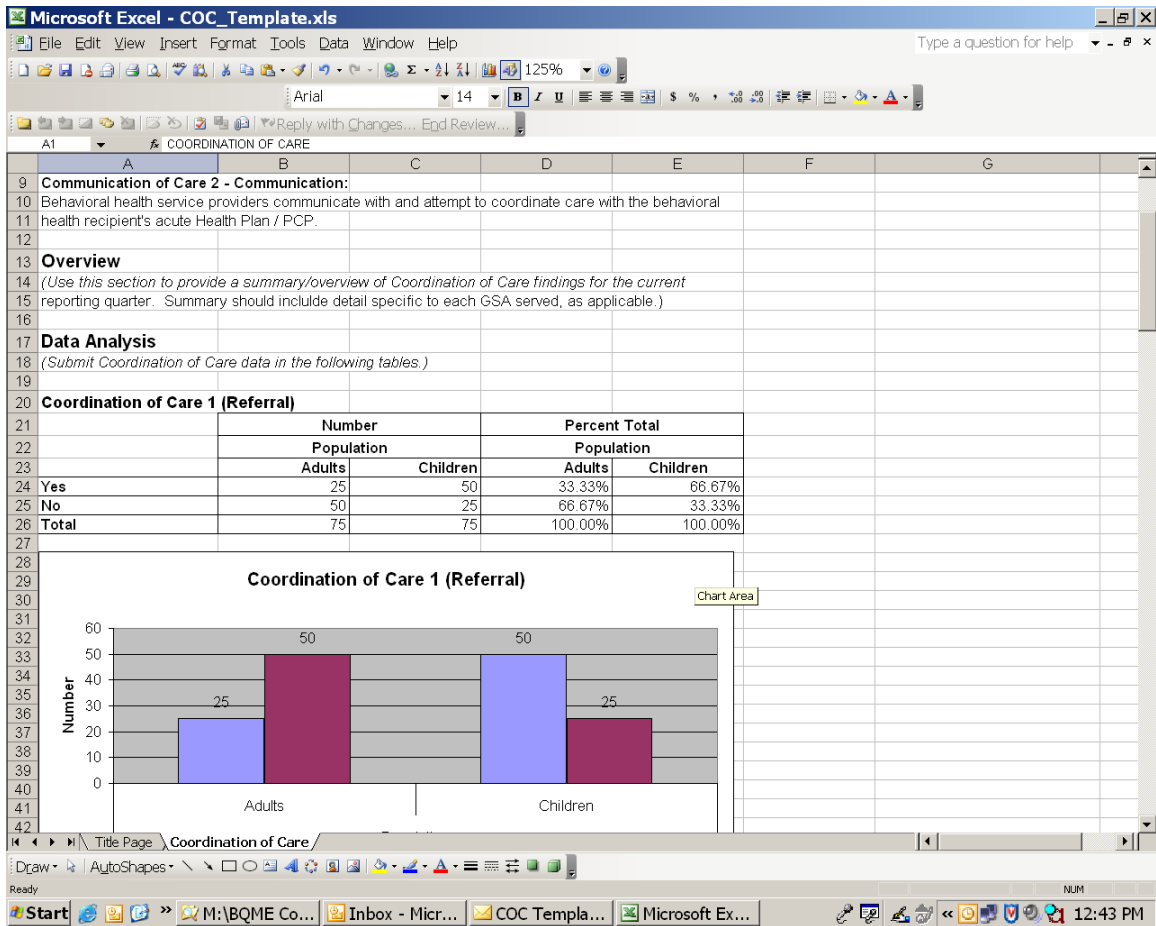 Microsoft Excel - COC_Template.xls
File Edit View Insert Format Tools Data Window Help Type a question for help
125%
Arial 14 B I U $ % ,
Reply with Changes... End Review...
A1 fx COORDINATION OF CARE
A B C D E F G
9 Communication of Care 2 - Communication:
10 Behavioral health service providers communicate with and attempt to coordinate care with the behavioral
11 health recipient's acute Health Plan / PCP.
12
13 Overview
14 (Use this section to provide a summary/overview of Coordination of Care findings for the current
15 reporting quarter. Summary should inclulde detail specific to each GSA served, as applicable.)
16
17 Data Analysis
18 (Submit Coordination of Care data in the following tables.)
19
20 Coordination of Care 1 (Referral)
21 Number Percent Total
22 Population Population
23 Adults Children Adults Children
24 Yes 25 50 33.33% 66.67%
25 No 50 25 66.67% 33.33%
26 Total 75 75 100.00% 100.00%
27
28
29 Coordination of Care 1 (Referral)
30 Chart Area
31
32 60 50 50
33 50
34 40
35 25 25
36 30
37 20
38 10
39
40 0
41 Adults Children
42
Number
Title Page Coordination of Care
Draw AutoShapes
Ready NUM
Start M:\BQME Co... Inbox - Micr... COC Templa... Microsoft Ex... 12:43 PM